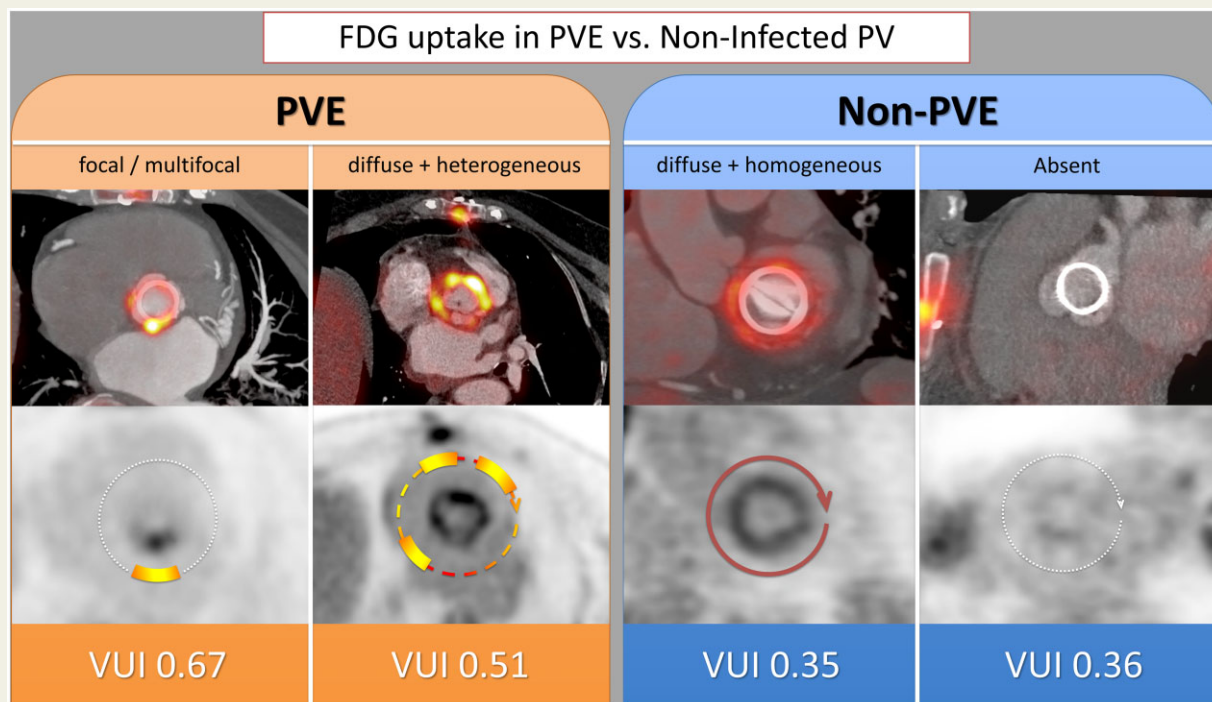 FDG uptake in PVE vs. Non-Infected PV
PVE
focal / multifocal
diffuse + heterogeneous
VUI 0.67
VUI 0.51
Non-PVE
diffuse + homogeneous
Absent
VUI 0.35
VUI 0.36